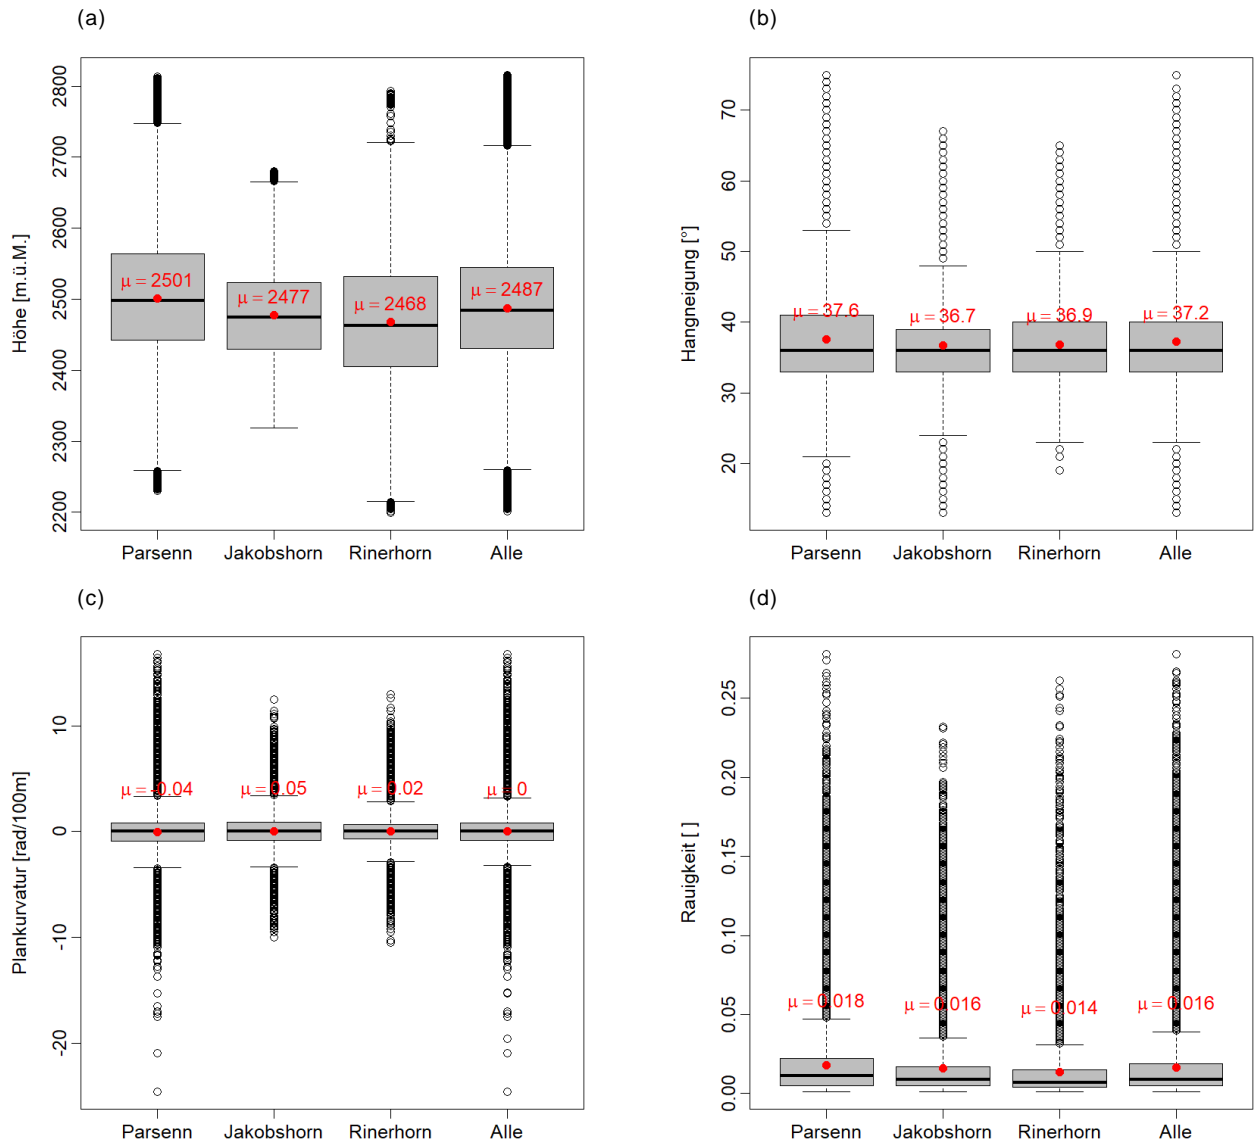 (a)
Höhe [m.ü.M.]
2800
2700
2600
2500
2400
2300
2200
μ = 2501
μ = 2477
μ = 2468
μ = 2487
Parsenn Jakobshorn Rinerhorn Alle
(b)
Hangneigung [°]
70
60
50
40
30
20
μ = 37.6
μ = 36.7
μ = 36.9
μ = 37.2
Parsenn Jakobshorn Rinerhorn Alle
(c)
Plankurvatur [rad/100m]
10
0
-10
-20
μ = -0.04
μ = 0.05
μ = 0.02
μ = 0
Parsenn Jakobshorn Rinerhorn Alle
(d)
Rauigkeit [ ]
0.25
0.20
0.15
0.10
0.05
0.00
μ = 0.018
μ = 0.016
μ = 0.014
μ = 0.016
Parsenn Jakobshorn Rinerhorn Alle